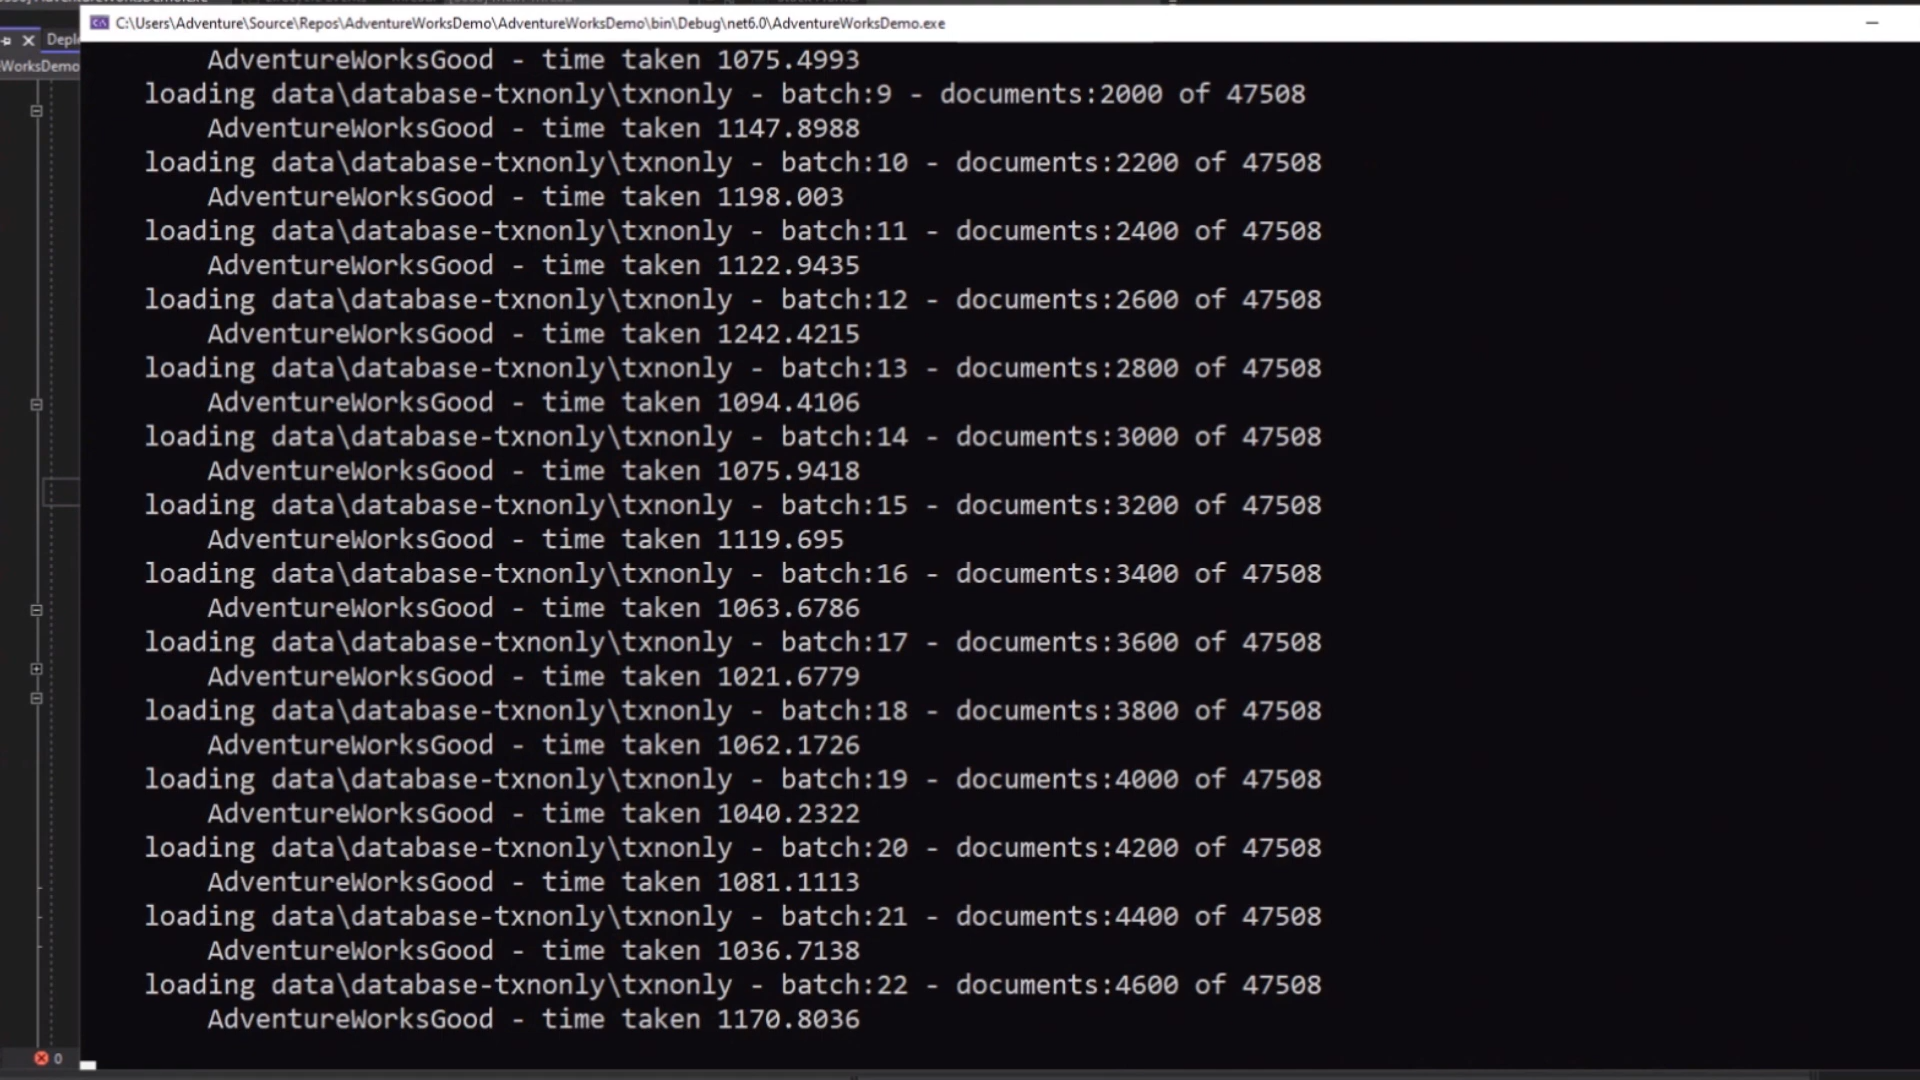 C:\Users\Adventure\Source\Repos\AdventureWorksDemo\AdventureWorksDemo\bin\Debug\net6.0\AdventureWorksDemo.exe
Deplo
WorksDemo
AdventureWorksGood - time taken 1075.4993
loading data\database-txnonly\txnonly - batch:9 - documents:2000 of 47508
AdventureWorksGood - time taken 1147.8988
loading data\database-txnonly\txnonly - batch:10 - documents:2200 of 47508
AdventureWorksGood - time taken 1198.003
loading data\database-txnonly\txnonly - batch:11 - documents:2400 of 47508
AdventureWorksGood - time taken 1122.9435
loading data\database-txnonly\txnonly - batch:12 - documents:2600 of 47508
AdventureWorksGood - time taken 1242.4215
loading data\database-txnonly\txnonly - batch:13 - documents:2800 of 47508
AdventureWorksGood - time taken 1094.4106
loading data\database-txnonly\txnonly - batch:14 - documents:3000 of 47508
AdventureWorksGood - time taken 1075.9418
loading data\database-txnonly\txnonly - batch:15 - documents:3200 of 47508
AdventureWorksGood - time taken 1119.695
loading data\database-txnonly\txnonly - batch:16 - documents:3400 of 47508
AdventureWorksGood - time taken 1063.6786
loading data\database-txnonly\txnonly - batch:17 - documents:3600 of 47508
AdventureWorksGood - time taken 1021.6779
loading data\database-txnonly\txnonly - batch:18 - documents:3800 of 47508
AdventureWorksGood - time taken 1062.1726
loading data\database-txnonly\txnonly - batch:19 - documents:4000 of 47508
AdventureWorksGood - time taken 1040.2322
loading data\database-txnonly\txnonly - batch:20 - documents:4200 of 47508
AdventureWorksGood - time taken 1081.1113
loading data\database-txnonly\txnonly - batch:21 - documents:4400 of 47508
AdventureWorksGood - time taken 1036.7138
loading data\database-txnonly\txnonly - batch:22 - documents:4600 of 47508
AdventureWorksGood - time taken 1170.8036
0